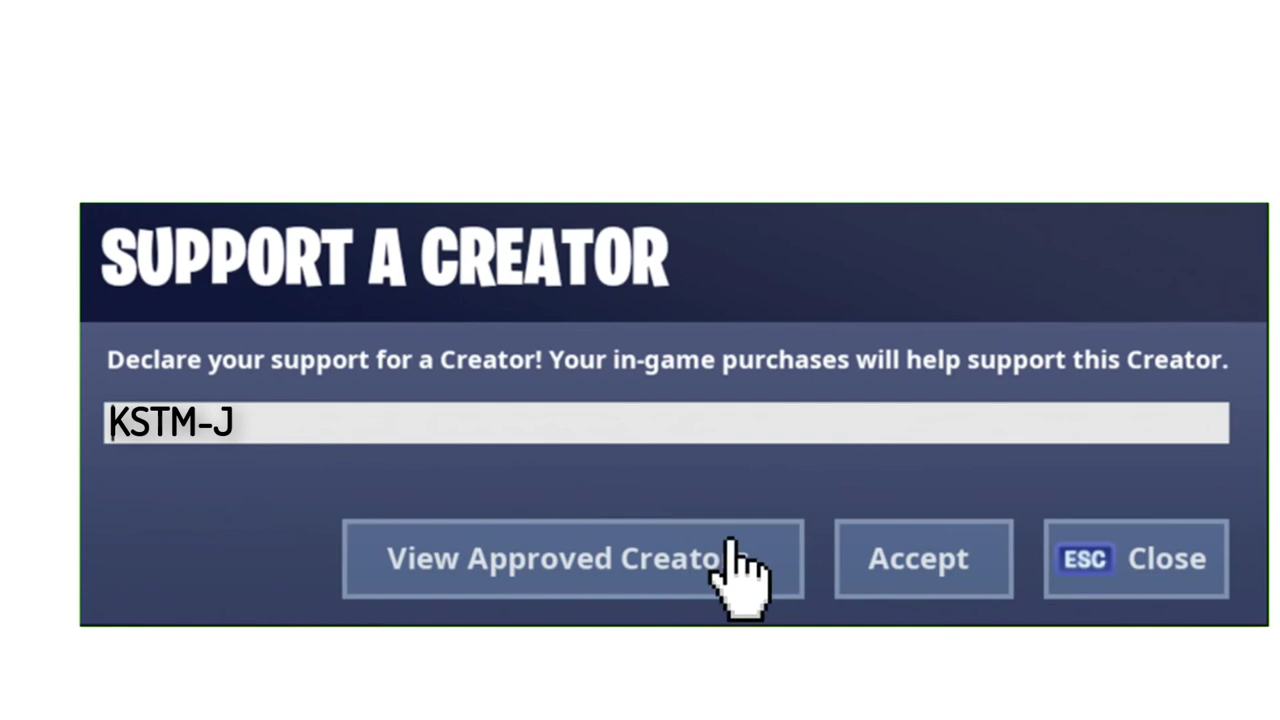 SUPPORT A CREATOR
Declare your support for a Creator! Your in-game purchases will help support this Creator.
KSTM-J
View Approved Creato
Accept
ESC Close